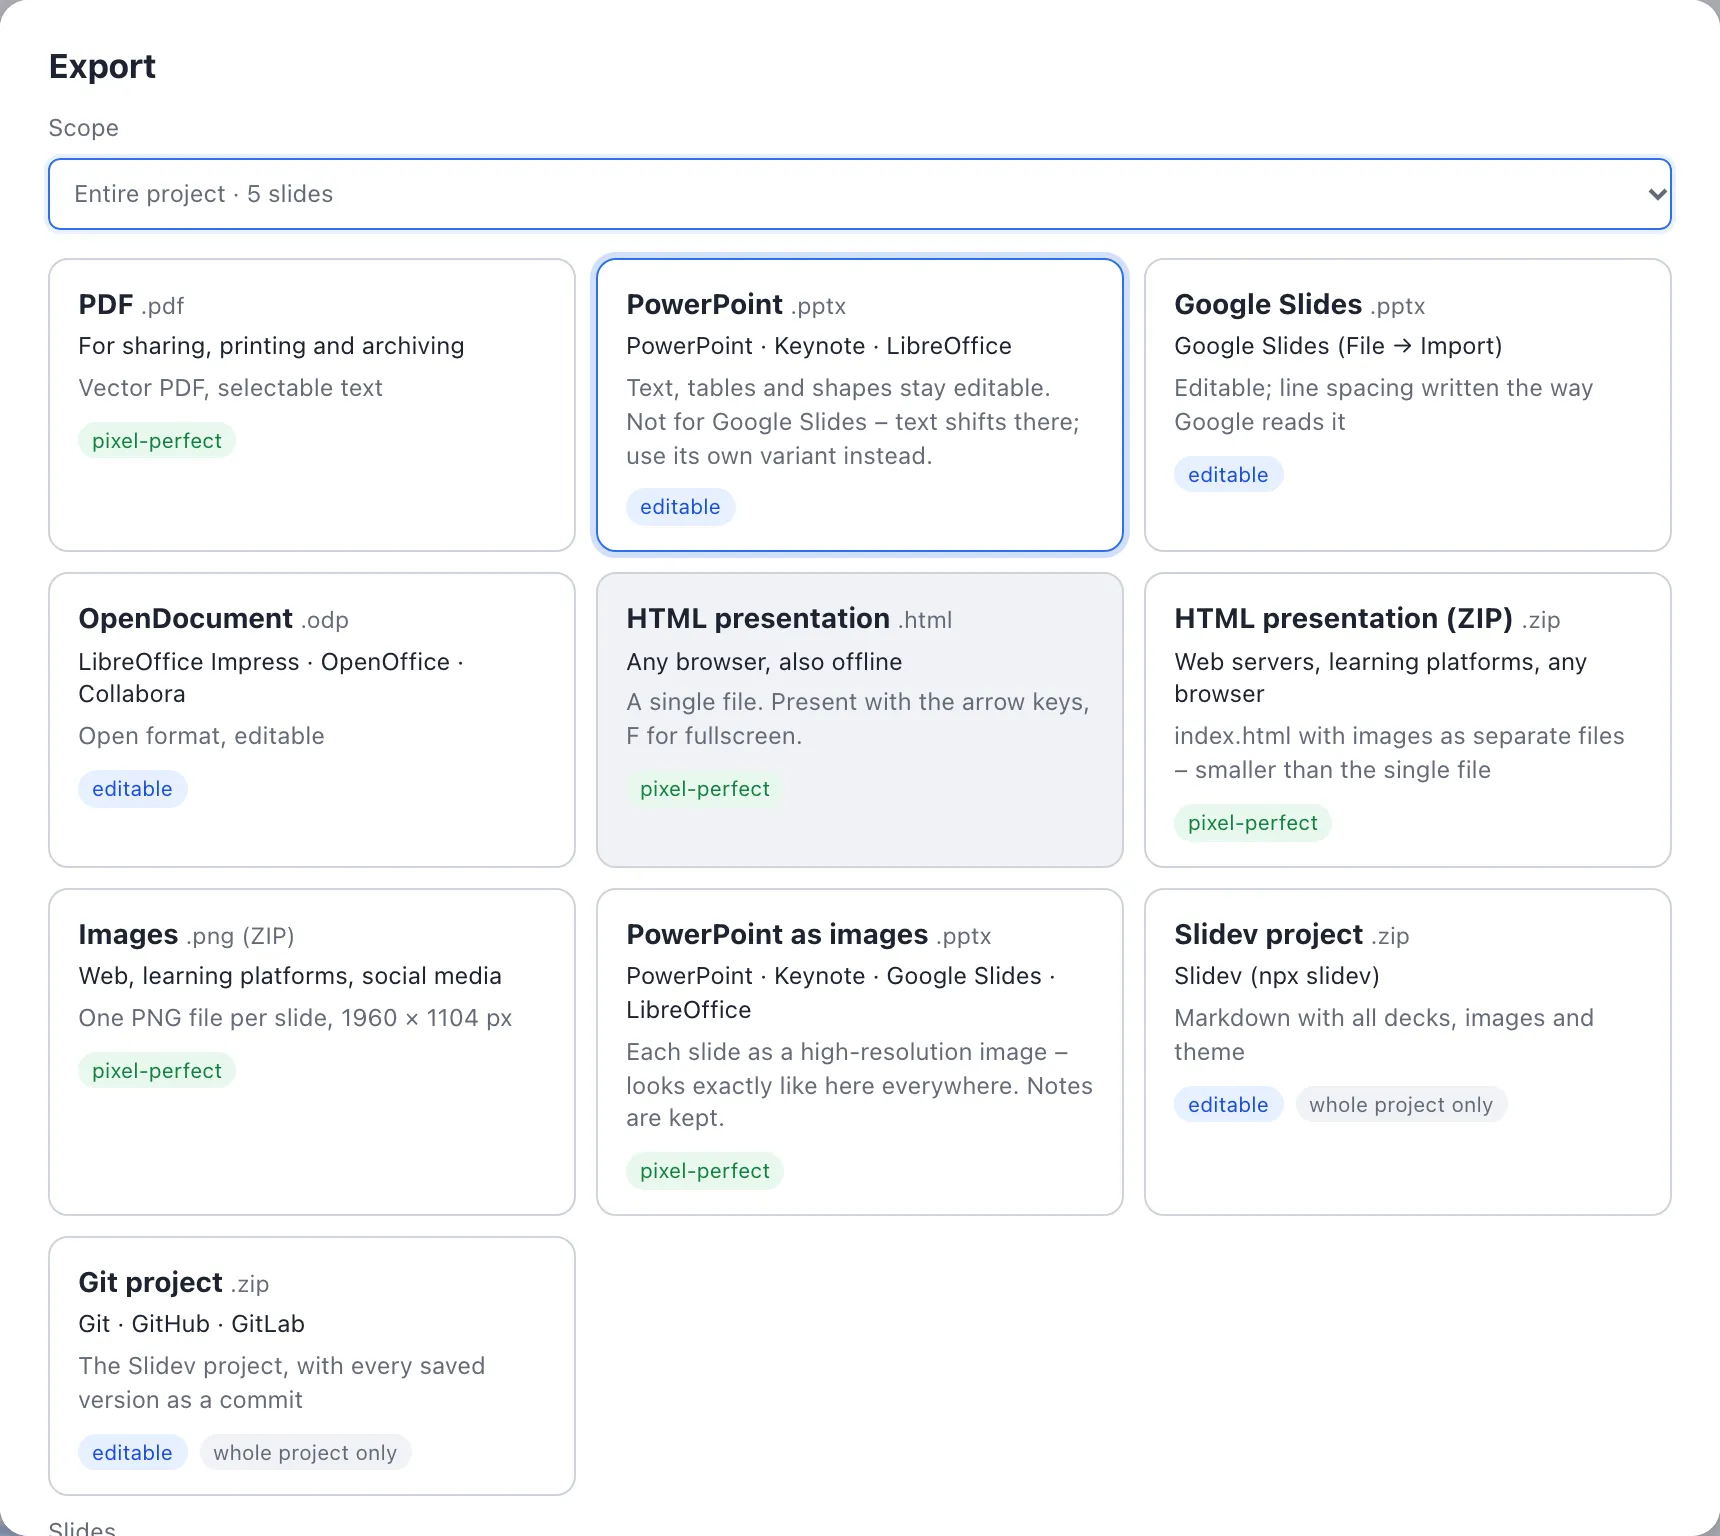 Export
Scope
Entire project · 5 slides
PDF .pdf
For sharing, printing and archiving
Vector PDF, selectable text
pixel-perfect
PowerPoint .pptx
PowerPoint · Keynote · LibreOffice
Text, tables and shapes stay editable.
Not for Google Slides – text shifts there;
use its own variant instead.
editable
Google Slides .pptx
Google Slides (File → Import)
Editable; line spacing written the way
Google reads it
editable
OpenDocument .odp
LibreOffice Impress · OpenOffice ·
Collabora
Open format, editable
editable
HTML presentation .html
Any browser, also offline
A single file. Present with the arrow keys,
F for fullscreen.
pixel-perfect
HTML presentation (ZIP) .zip
Web servers, learning platforms, any
browser
index.html with images as separate files
– smaller than the single file
pixel-perfect
Images .png (ZIP)
Web, learning platforms, social media
One PNG file per slide, 1960 × 1104 px
pixel-perfect
PowerPoint as images .pptx
PowerPoint · Keynote · Google Slides ·
LibreOffice
Each slide as a high-resolution image –
looks exactly like here everywhere. Notes
are kept.
pixel-perfect
Slidev project .zip
Slidev (npx slidev)
Markdown with all decks, images and
theme
editable whole project only
Git project .zip
Git · GitHub · GitLab
The Slidev project, with every saved
version as a commit
editable whole project only
Slides